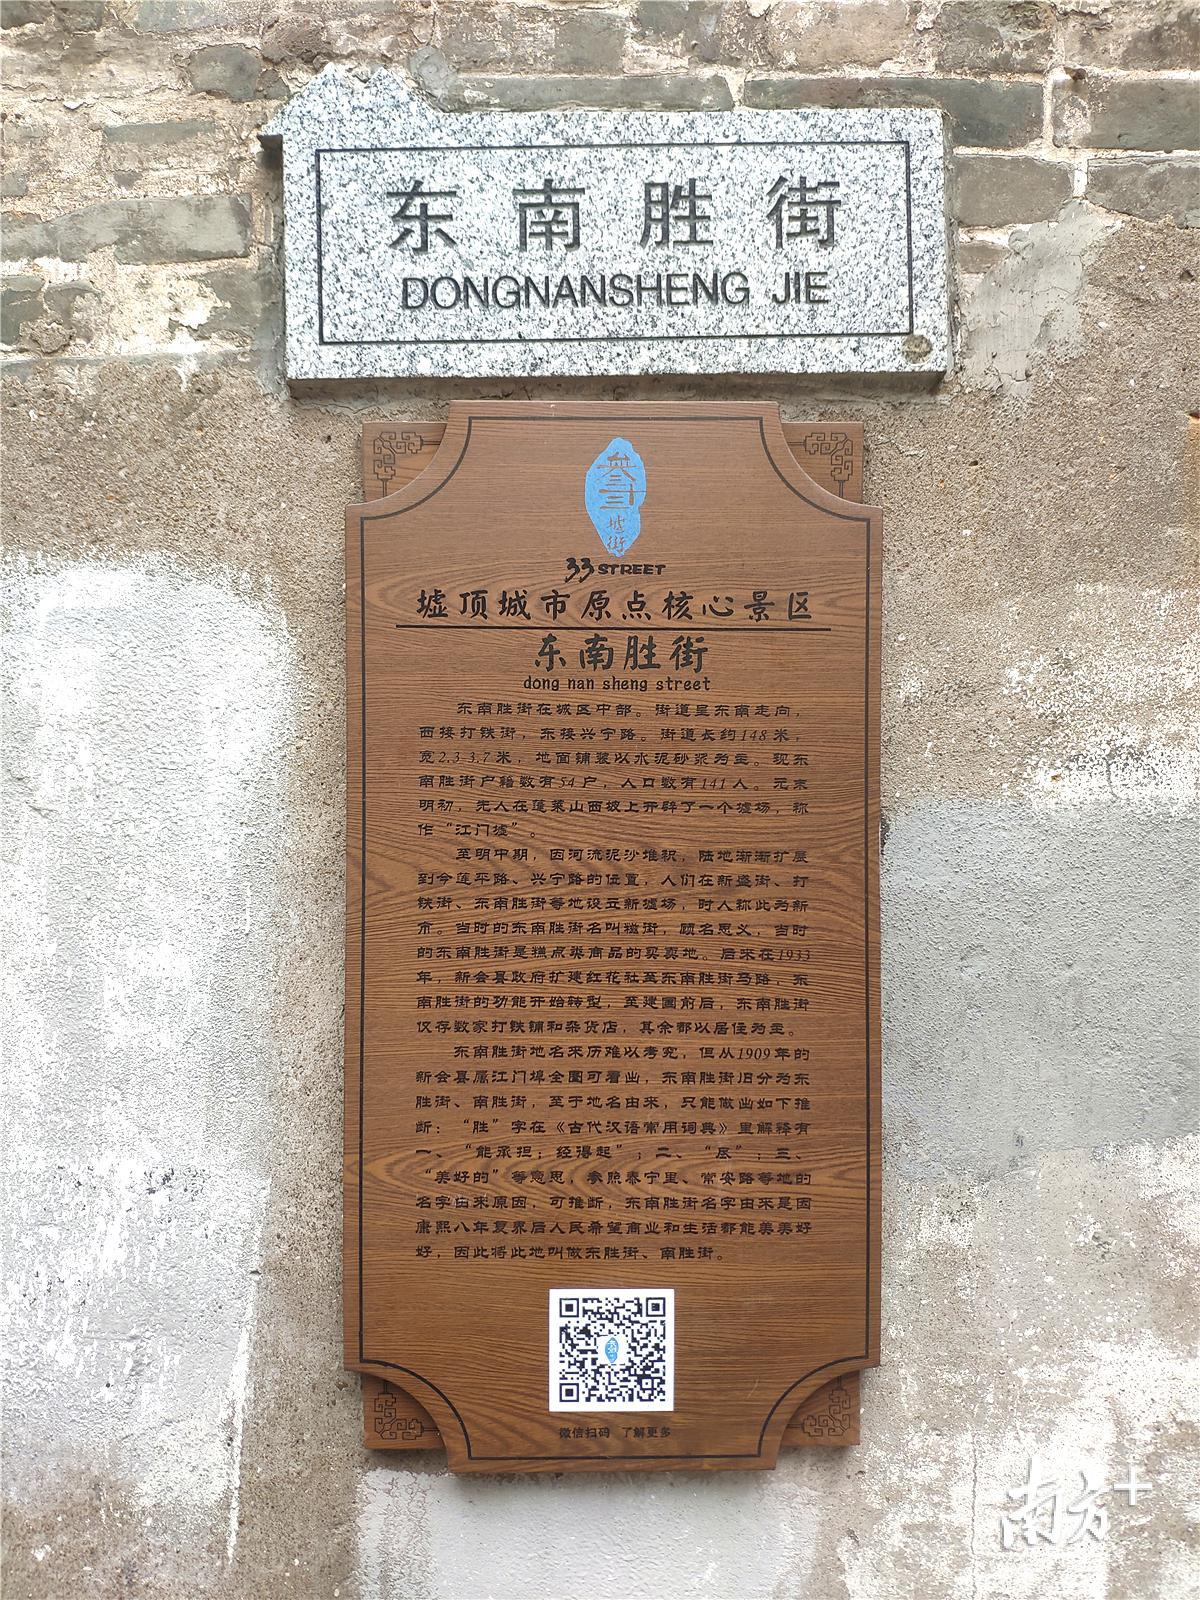 东南胜街
DONGNANSHENG JIE
叁十三
墟街
33 STREET
墟顶城市原点核心景区
东南胜街
dong nan sheng street
东南胜街在城区中部。街道呈东南走向，
西接打铁街，东接兴宁路。街道长约148米，
宽2.3-3.7米，地面铺装以水泥砂浆为主。现东
南胜街户籍数有54户，人口数有141人。元末
明初，先人在蓬莱山西坡上开辟了一个墟场，称
作“江门墟”。
至明中期，因河流泥沙堆积，陆地渐渐扩展
到今莲平路、兴宁路的位置，人们在新盛街、打
铁街、东南胜街等地设立新墟场，时人称此为新
市。当时的东南胜街名叫糍街，顾名思义，当时
的东南胜街是糕点类商品的买卖地。后来在1933
年，新会县政府扩建红花社至东南胜街马路，东
南胜街的功能开始转型，至建国前后，东南胜街
仅存数家打铁铺和杂货店，其余都以居住为主。
东南胜街地名来历难以考究，但从1909年的
新会县属江门埠全图可看出，东南胜街旧分为东
胜街、南胜街，至于地名由来，只能做出如下推
断：“胜”字在《古代汉语常用词典》里解释有
一、“能承担；经得起”；二、“尽”；三、
“美好的”等意思，参照泰宁里、常安路等地的
名字由来原因，可推断，东南胜街名字由来是因
康熙八年复界后人民希望商业和生活都能美美好
好，因此将此地叫做东胜街、南胜街。
微信扫码 了解更多
南方+